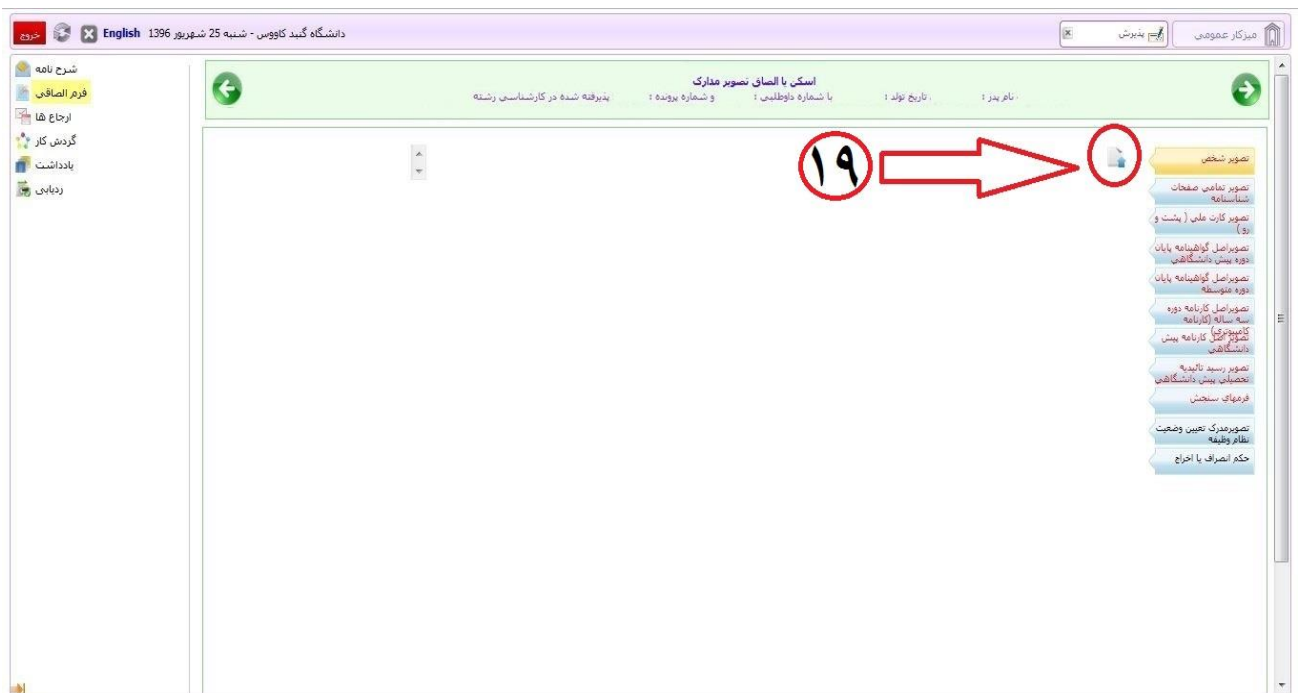 میزکار عمومی
پذیرش
دانشگاه گنبد کاووس - شنبه 25 شهریور 1396
English
خروج
شرح نامه
فرم الصاقی
ارجاع ها
گردش کار
یادداشت
ردیابی
اسکن یا الصاق تصویر مدارک
، نام پدر : ، تاریخ تولد : با شماره داوطلبی : و شماره پرونده : پذیرفته شده در کارشناسی رشته
۱۹
تصویر شخص
تصویر تمامی صفحات
شناسنامه
تصویر کارت ملی ( پشت و
رو )
تصویراصل گواهینامه پایان
دوره پیش دانشگاهی
تصویراصل گواهینامه پایان
دوره متوسطه
تصویراصل کارنامه دوره
سه ساله (کارنامه
کامپیوتری)
تصویر اصل کارنامه پیش
دانشگاهی
تصویر رسید تائیدیه
تحصیلی پیش دانشگاهی
فرمهای سنجش
تصویرمدرک تعیین وضعیت
نظام وظیفه
حکم انصراف یا اخراج